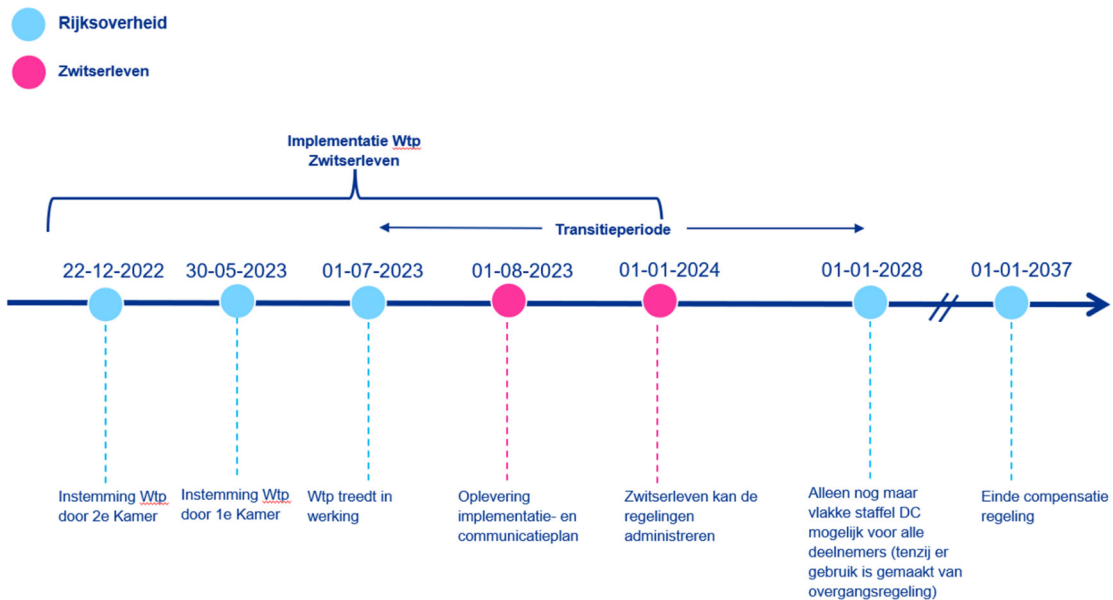 Rijksoverheid
Zwitserleven
Implementatie Wtp
Zwitserleven
Transitieperiode
22-12-2022
30-05-2023
01-07-2023
01-08-2023
01-01-2024
01-01-2028
01-01-2037
Instemming Wtp
door 2e Kamer
Instemming Wtp
door 1e Kamer
Wtp treedt in
werking
Oplevering
implementatie- en
communicatieplan
Zwitserleven kan de
regelingen
administreren
Alleen nog maar
vlakke staffel DC
mogelijk voor alle
deelnemers (tenzij er
gebruik is gemaakt van
overgangsregeling)
Einde compensatie
regeling